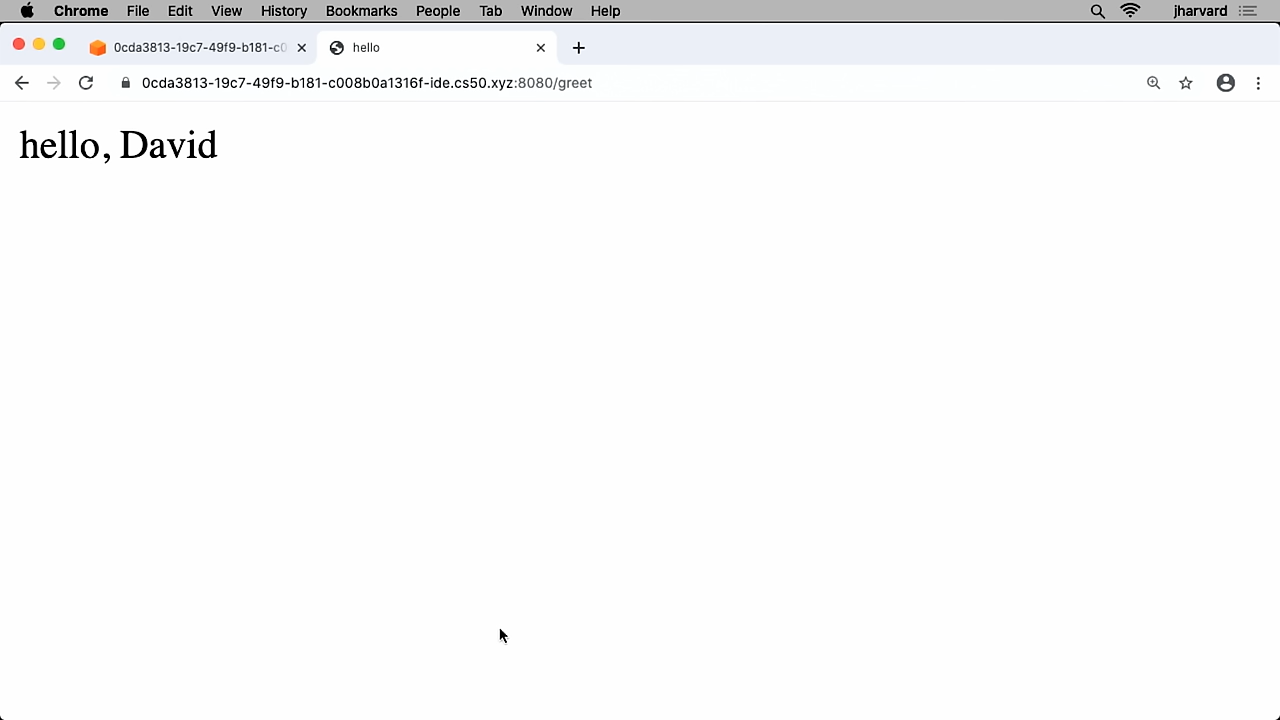 Chrome File Edit View History Bookmarks People Tab Window Help jharvard
0cda3813-19c7-49f9-b181-c0 hello
0cda3813-19c7-49f9-b181-c008b0a1316f-ide.cs50.xyz:8080/greet
hello, David